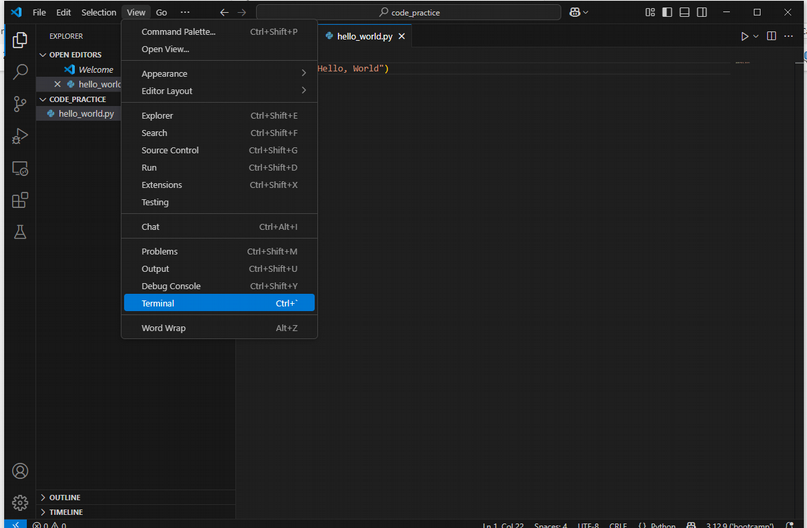 File Edit Selection View Go ··· code_practice
EXPLORER
OPEN EDITORS
Welcome
hello_world
CODE_PRACTICE
hello_world.py
Command Palette... Ctrl+Shift+P
Open View...
Appearance
Editor Layout
Explorer Ctrl+Shift+E
Search Ctrl+Shift+F
Source Control Ctrl+Shift+G
Run Ctrl+Shift+D
Extensions Ctrl+Shift+X
Testing
Chat Ctrl+Alt+I
Problems Ctrl+Shift+M
Output Ctrl+Shift+U
Debug Console Ctrl+Shift+Y
Terminal Ctrl+`
Word Wrap Alt+Z
hello_world.py
Hello, World")
OUTLINE
TIMELINE
0 0 Ln 1, Col 22 Spaces: 4 UTF-8 CRLF {} Python 3.12.9 ('bootcamp')